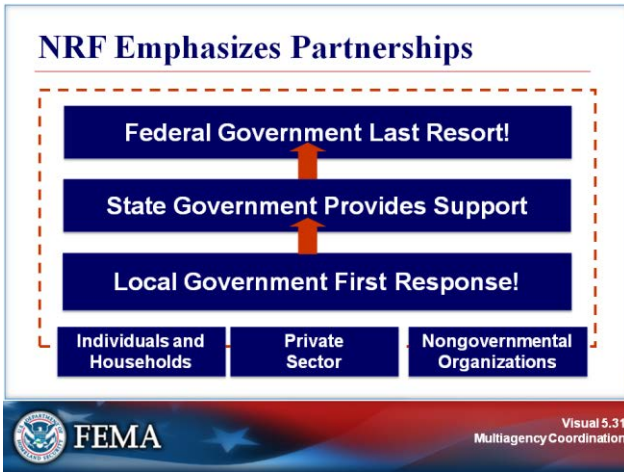 NRF Emphasizes Partnerships
Federal Government Last Resort!
State Government Provides Support
Local Government First Response!
Individuals and
Households
Private
Sector
Nongovernmental
Organizations
FEMA
Visual 5.31
Multiagency Coordination